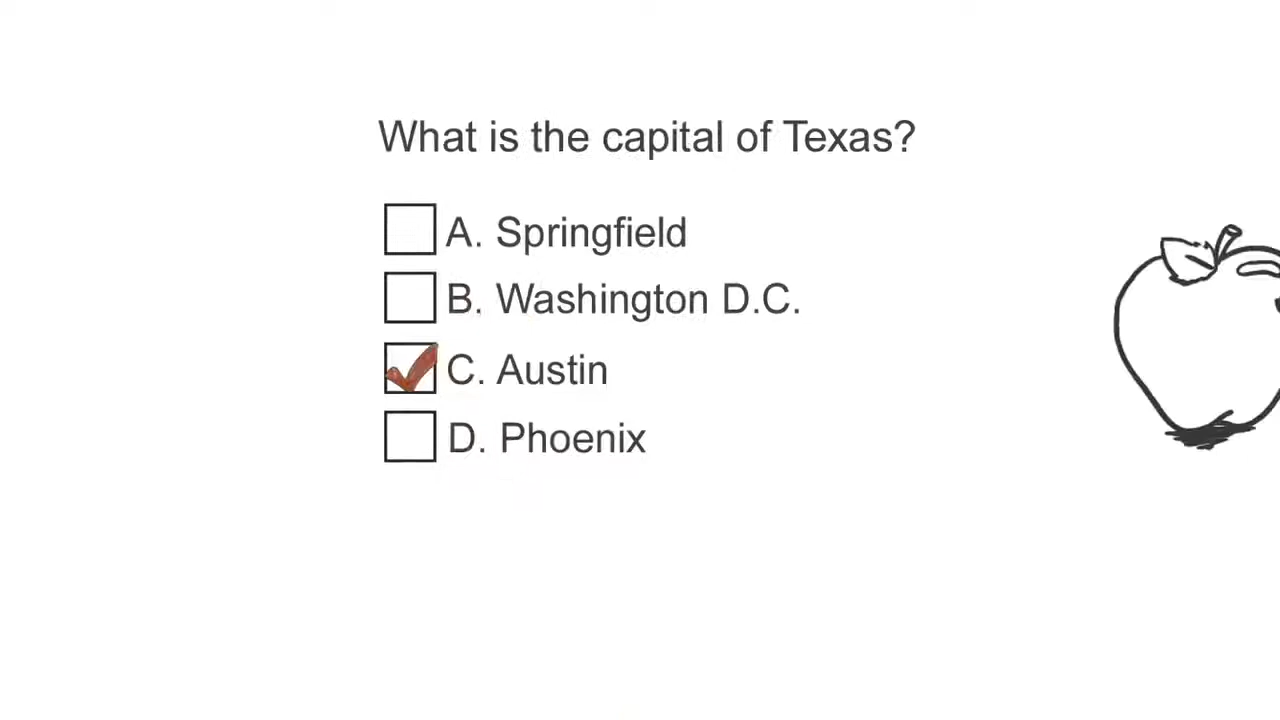 What is the capital of Texas?
A. Springfield
B. Washington D.C.
C. Austin
D. Phoenix